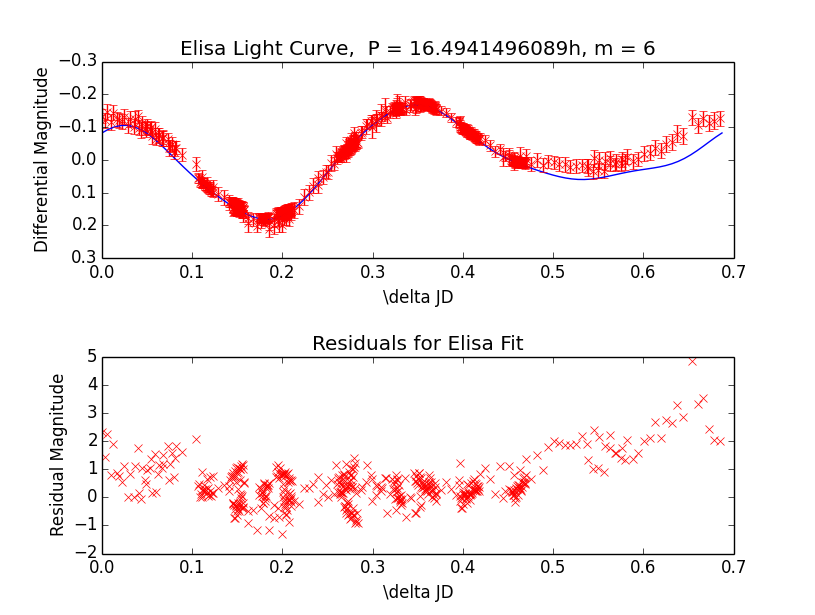 Elisa Light Curve,  P = 16.4941496089h, m = 6
−0.3
−0.2
−0.1
0.0
0.1
0.2
0.3
Differential Magnitude
0.0 0.1 0.2 0.3 0.4 0.5 0.6 0.7
\delta JD
Residuals for Elisa Fit
5
4
3
2
1
0
−1
−2
Residual Magnitude
0.0 0.1 0.2 0.3 0.4 0.5 0.6 0.7
\delta JD